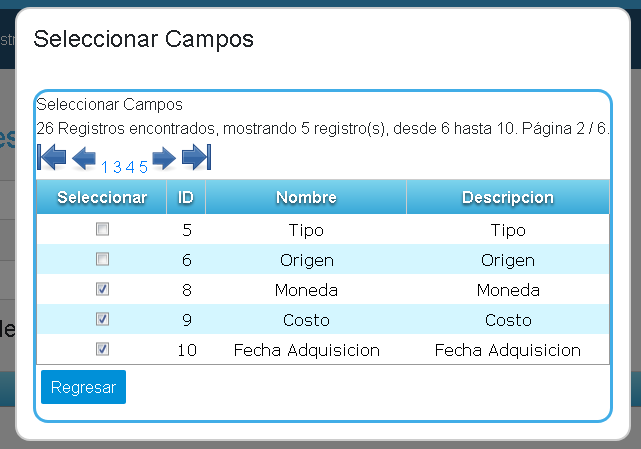 Seleccionar Campos
Seleccionar Campos
26 Registros encontrados, mostrando 5 registro(s), desde 6 hasta 10. Página 2 / 6.
1 3 4 5
Seleccionar ID Nombre Descripcion
5 Tipo Tipo
6 Origen Origen
8 Moneda Moneda
9 Costo Costo
10 Fecha Adquisicion Fecha Adquisicion
Regresar